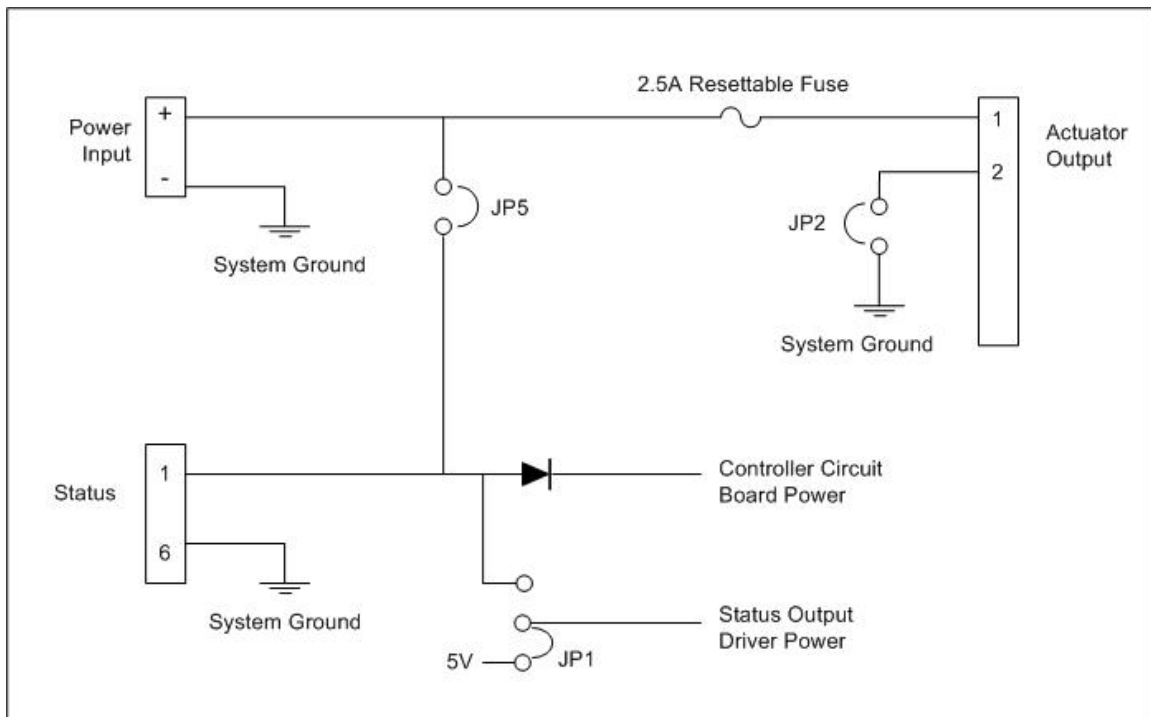 2.5A Resettable Fuse
+
Power
Input
-
1
2
Actuator
Output
JP5
JP2
System Ground
System Ground
Status
1
6
Controller Circuit
Board Power
System Ground
Status Output
Driver Power
5V
JP1